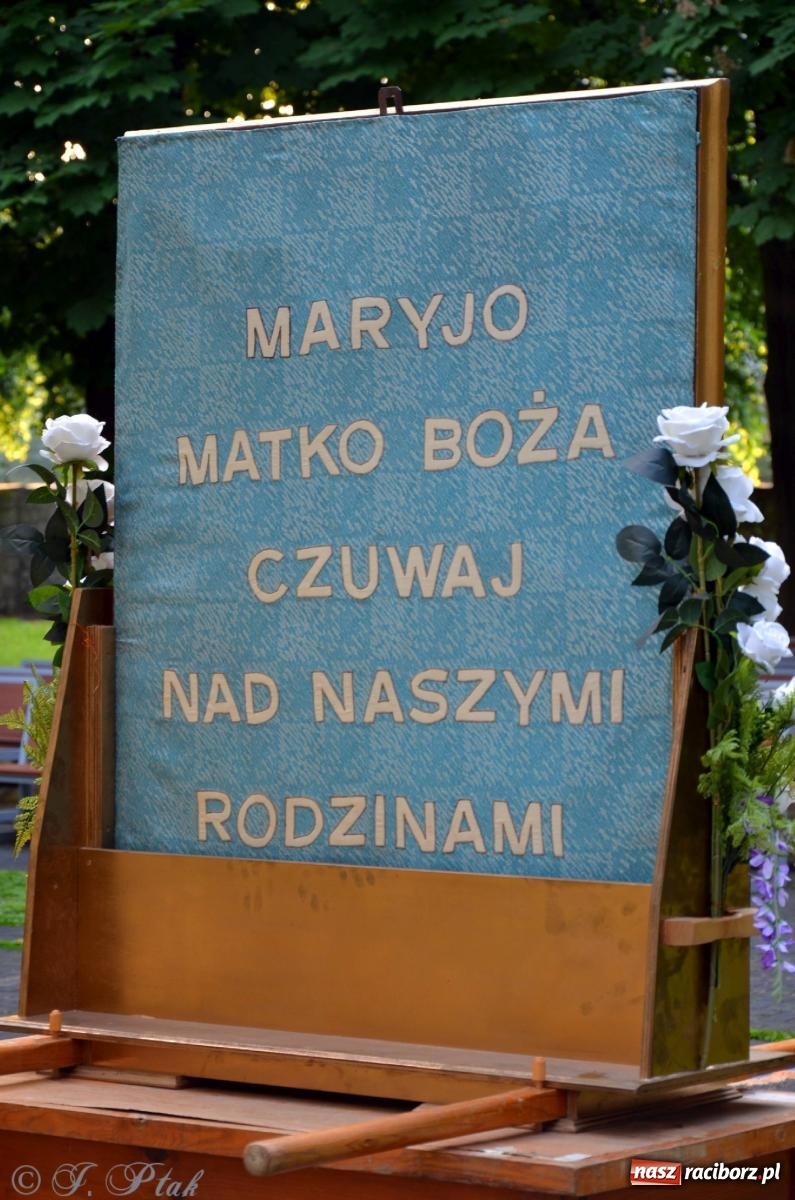 MARYJO
MATKO BOŻA
CZUWAJ
NAD NASZYMI
RODZINAMI
© J. Ptak
nasz raciborz.pl